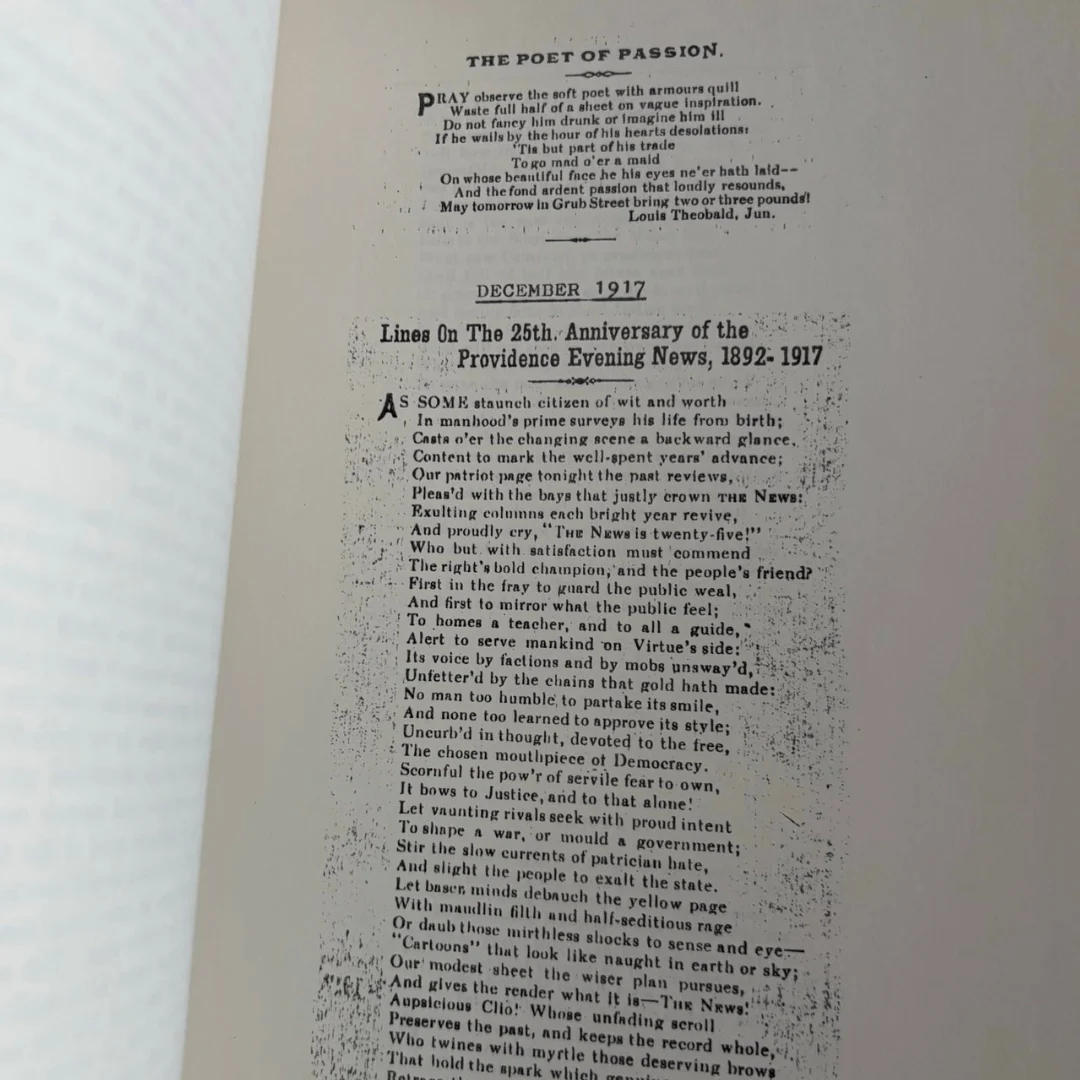 THE POET OF PASSION.
PRAY observe the soft poet with armours quill
Waste full half of a sheet on vague inspiration.
Do not fancy him drunk or imagine him ill
If he wails by the hour of his hearts desolations:
'Tis but part of his trade
To go mad o'er a maid
On whose beautiful face he his eyes ne'er hath laid--
And the fond ardent passion that loudly resounds,
May tomorrow in Grub Street bring two or three pounds!
Louis Theobald, Jun.
DECEMBER 1917
Lines On The 25th. Anniversary of the
Providence Evening News, 1892-1917
AS SOME staunch citizen of wit and worth
In manhood's prime surveys his life from birth;
Casts o'er the changing scene a backward glance,
Content to mark the well-spent years' advance;
Our patriot page tonight the past reviews,
Pleas'd with the bays that justly crown THE NEWS:
Exulting columns each bright year revive,
And proudly cry, "THE NEWS is twenty-five!"
Who but with satisfaction must commend
The right's bold champion, and the people's friend?
First in the fray to guard the public weal,
And first to mirror what the public feel;
To homes a teacher, and to all a guide,
Alert to serve mankind on Virtue's side:
Its voice by factions and by mobs unsway'd,
Unfetter'd by the chains that gold hath made:
No man too humble to partake its smile,
And none too learned to approve its style;
Uncurb'd in thought, devoted to the free,
The chosen mouthpiece of Democracy.
Scornful the pow'r of servile fear to own,
It bows to Justice, and to that alone!
Let vaunting rivals seek with proud intent
To shape a war, or mould a government;
Stir the slow currents of patrician hate,
And slight the people to exalt the state.
Let baser minds debauch the yellow page
With maudlin filth and half-seditious rage
Or daub those mirthless shocks to sense and eye—
"Cartoons" that look like naught in earth or sky;
Our modest sheet the wiser plan pursues,
And gives the reader what it is—THE NEWS!
Aupsicious Clio! Whose unfading scroll
Preserves the past, and keeps the record whole,
Who twines with myrtle those deserving brows
That hold the spark which